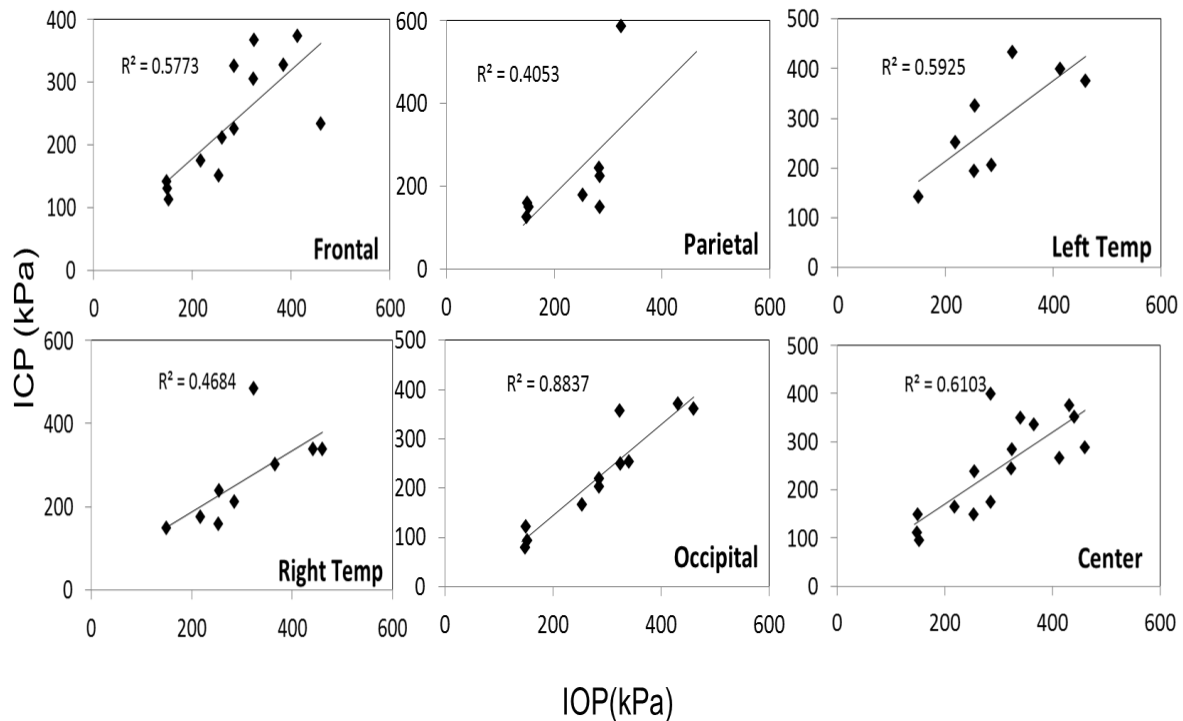 ICP (kPa)
400
300
200
100
0
0 200 400 600
R² = 0.5773
Frontal
600
400
200
0
0 200 400 600
R² = 0.4053
Parietal
500
400
300
200
100
0
0 200 400 600
R² = 0.5925
Left Temp
600
400
200
0
0 200 400 600
R² = 0.4684
Right Temp
500
400
300
200
100
0
0 200 400 600
R² = 0.8837
Occipital
500
400
300
200
100
0
0 200 400 600
R² = 0.6103
Center
IOP(kPa)